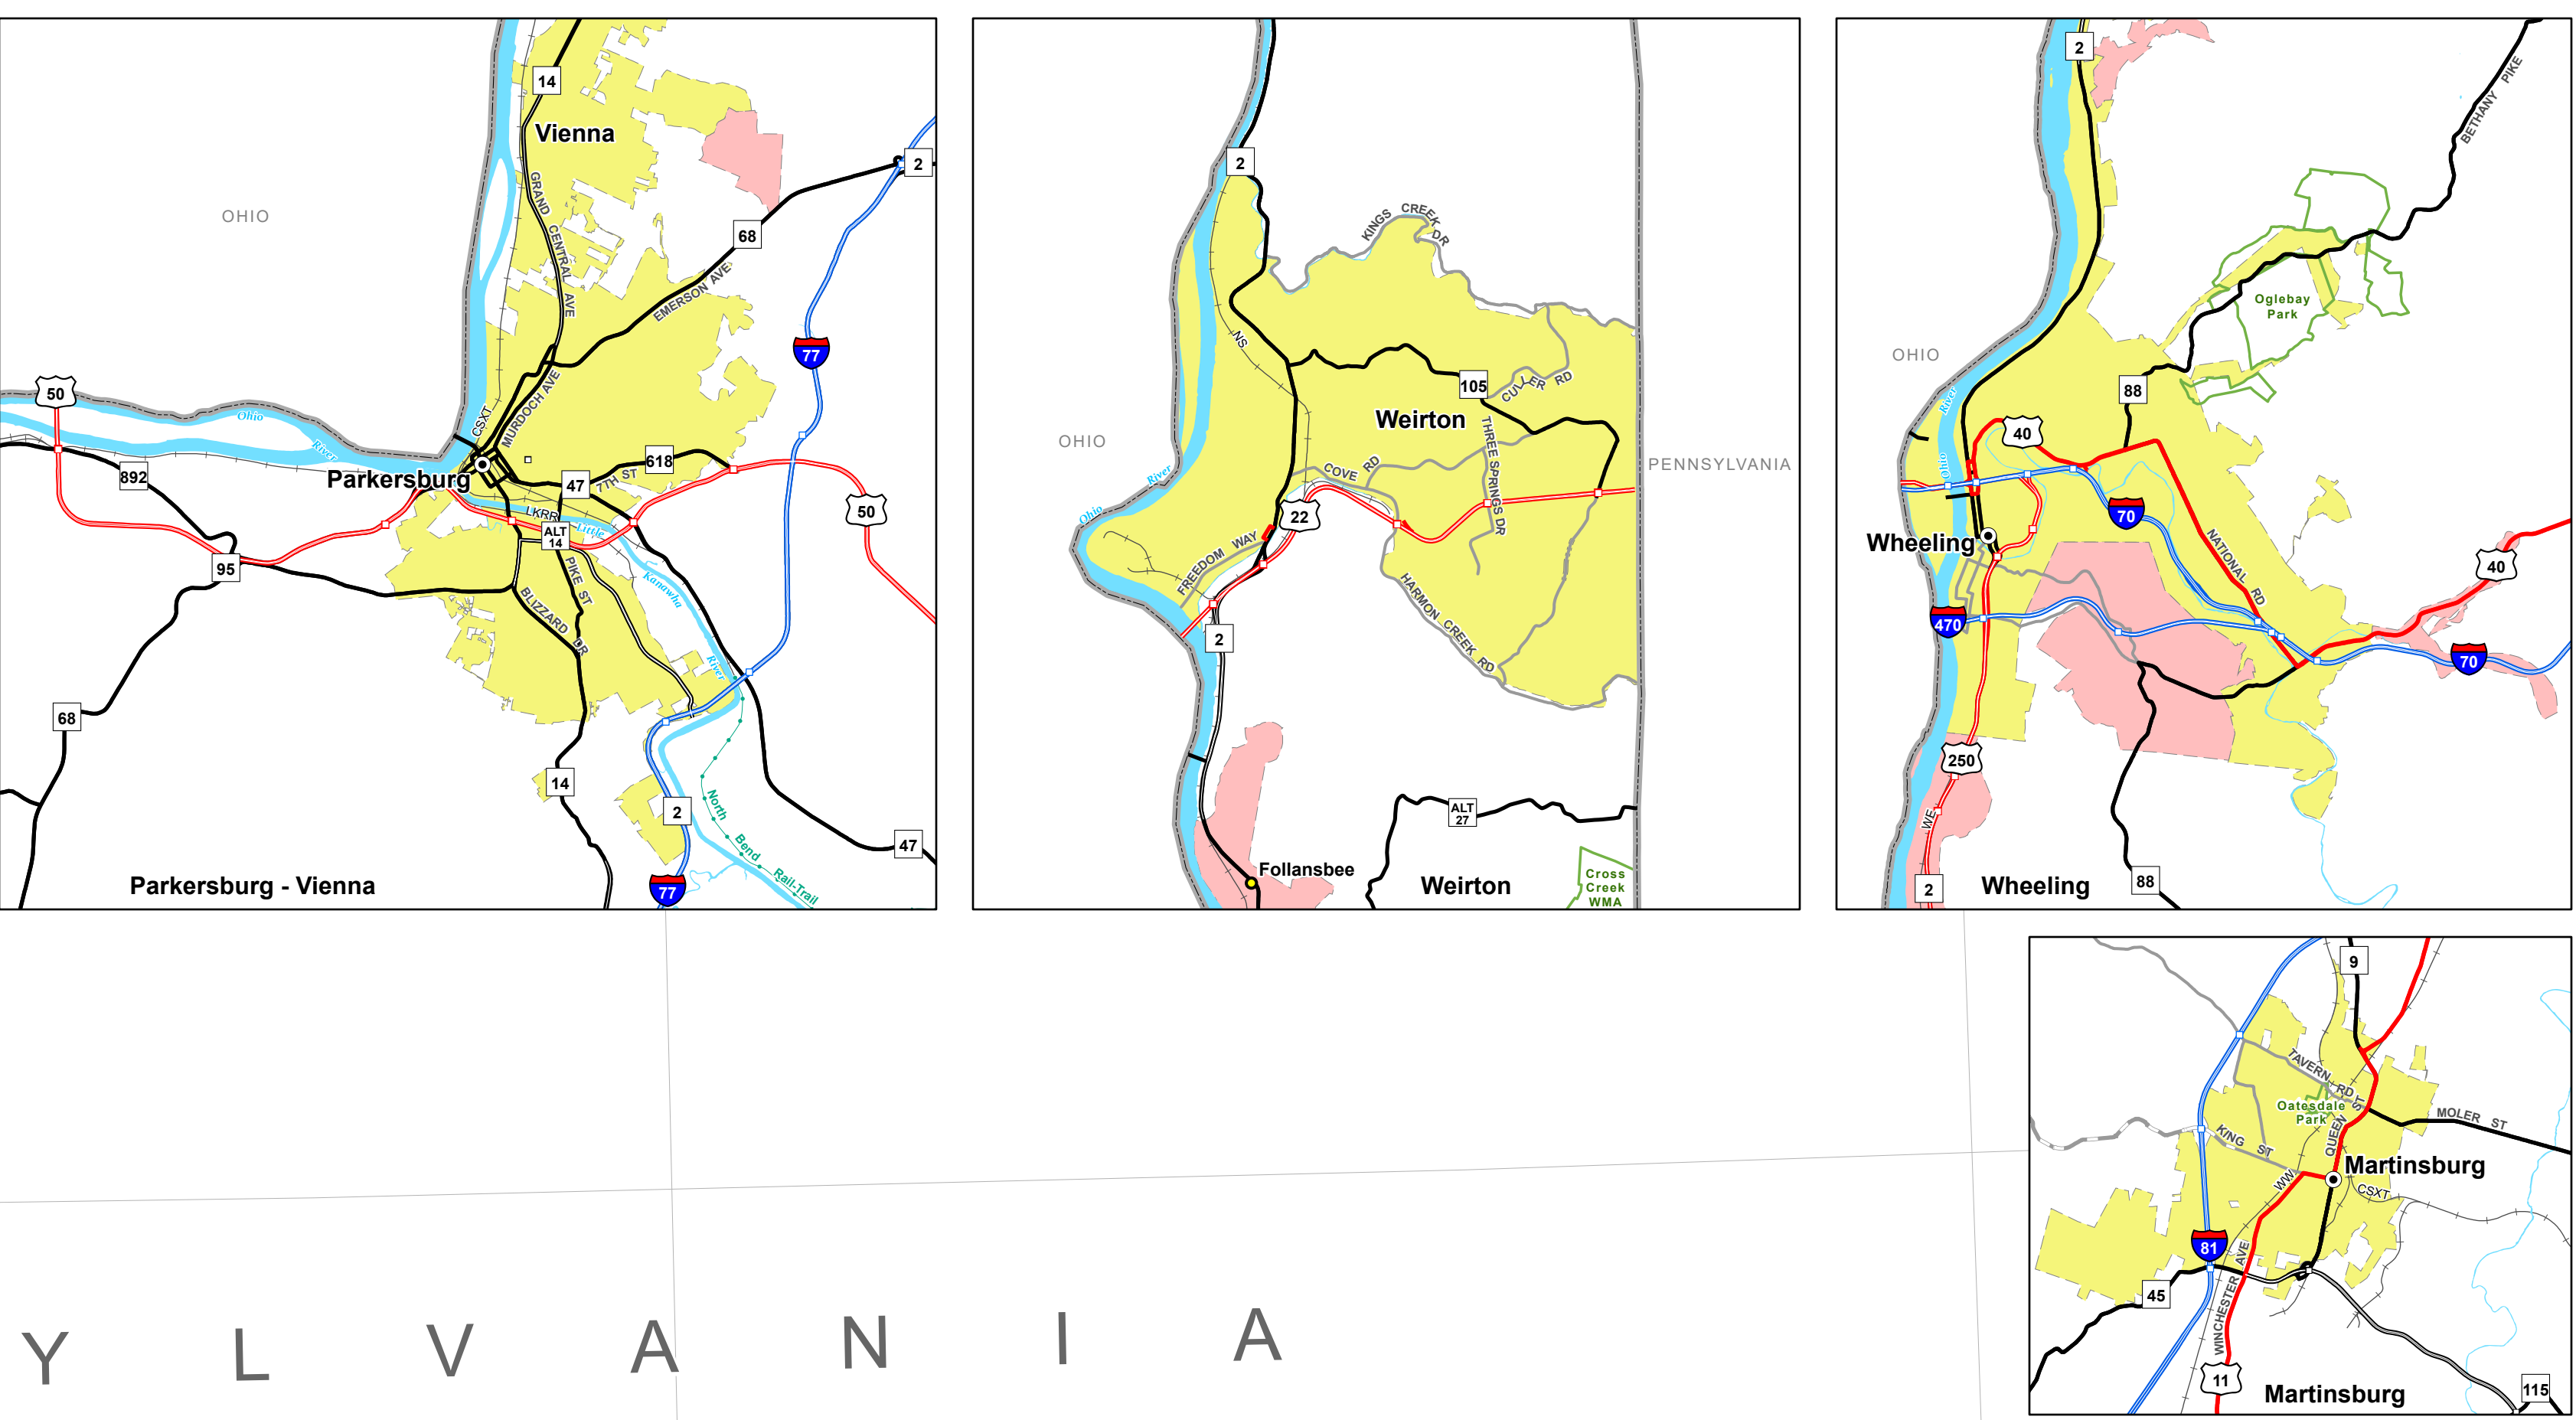 14
Vienna
GRAND CENTRAL AVE
OHIO
2
68
EMERSON AVE
77
50
Ohio
River
CSXT
MURDOCH AVE
Parkersburg
892
618
47
7TH ST
50
LKRR
Little
ALT
14
95
PIKE ST
Kanawha
BLIZZARD DR
River
68
14
2
North
Bend
Rail-Trail
47
77
Parkersburg - Vienna
2
KINGS CREEK DR
NS
105
CULLER RD
Weirton
THREE SPRINGS DR
OHIO
PENNSYLVANIA
COVE RD
River
Ohio
22
FREEDOM WAY
HARMON CREEK RD
2
ALT
27
Follansbee
Weirton
Cross
Creek
WMA
2
BETHANY PIKE
Oglebay
Park
OHIO
88
River
40
Ohio
70
Wheeling
NATIONAL RD
40
470
70
250
WE
2
Wheeling
88
9
TAVERN RD
Oatesdale
Park
QUEEN ST
MOLER ST
KING ST
Martinsburg
WW
CSXT
81
45
WINCHESTER AVE
11
115
Martinsburg
Y L V A N I A